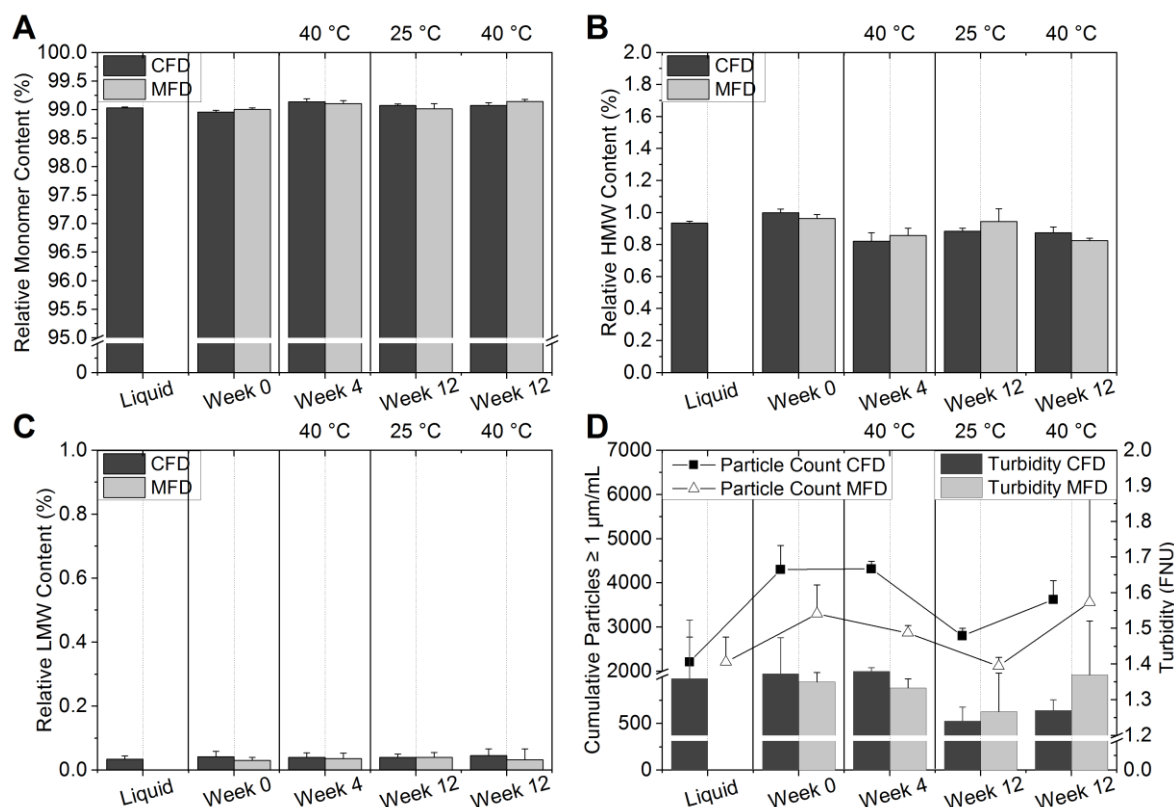 A
40 °C 25 °C 40 °C
Relative Monomer Content (%)
100.0
99.5
99.0
98.5
98.0
97.5
97.0
96.5
96.0
95.5
95.0
0
CFD
MFD
Liquid Week 0 Week 4 Week 12 Week 12
B
40 °C 25 °C 40 °C
Relative HMW Content (%)
2.0
1.8
1.6
1.4
1.2
1.0
0.8
0.6
0.4
0.2
0.0
CFD
MFD
Liquid Week 0 Week 4 Week 12 Week 12
C
40 °C 25 °C 40 °C
Relative LMW Content (%)
1.0
0.8
0.6
0.4
0.2
0.0
CFD
MFD
Liquid Week 0 Week 4 Week 12 Week 12
D
40 °C 25 °C 40 °C
Cumulative Particles ≥ 1 µm/mL
7000
6000
5000
4000
3000
2000
500
0
Particle Count CFD
Particle Count MFD
Turbidity CFD
Turbidity MFD
2.0
1.9
1.8
1.7
1.6
1.5
1.4
1.3
1.2
0.0
Turbidity (FNU)
Liquid Week 0 Week 4 Week 12 Week 12